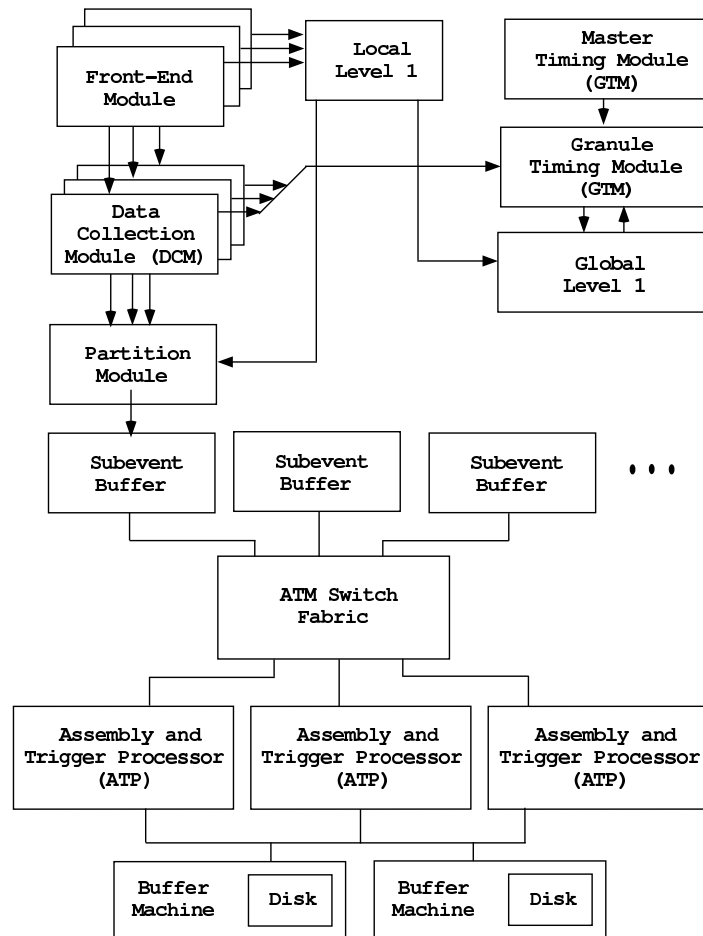 Front-End
Module
Local
Level 1
Master
Timing Module
(GTM)
Granule
Timing Module
(GTM)
Data
Collection
Module (DCM)
Global
Level 1
Partition
Module
Subevent
Buffer
Subevent
Buffer
Subevent
Buffer
• • •
ATM Switch
Fabric
Assembly and
Trigger Processor
(ATP)
Assembly and
Trigger Processor
(ATP)
Assembly and
Trigger Processor
(ATP)
Buffer
Machine
Disk
Buffer
Machine
Disk